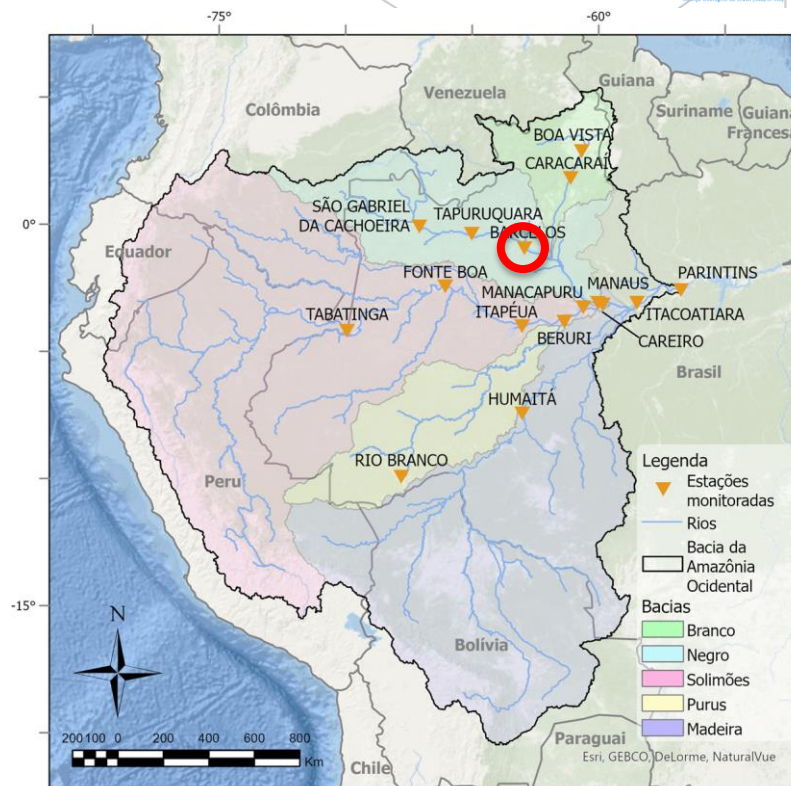 -75°
-60°
Colômbia
Venezuela
Guiana
Suriname
Guiana
Francesa
BOA VISTA
CARACARAÍ
SÃO GABRIEL
DA CACHOEIRA
TAPURUQUARA
BARCELOS
0°
Equador
FONTE BOA
MANACAPURU
MANAUS
PARINTINS
TABATINGA
ITAPÉUA
ITACOATIARA
BERURI
CAREIRO
Brasil
HUMAITÁ
RIO BRANCO
Peru
Legenda
Estações
monitoradas
Rios
Bacia da
Amazônia
Ocidental
-15°
N
Bacias
Branco
Negro
Solimões
Purus
Madeira
Bolívia
200 100 0 200 400 600 800
Km
Paraguai
Chile
Esri, GEBCO, DeLorme, NaturalVue